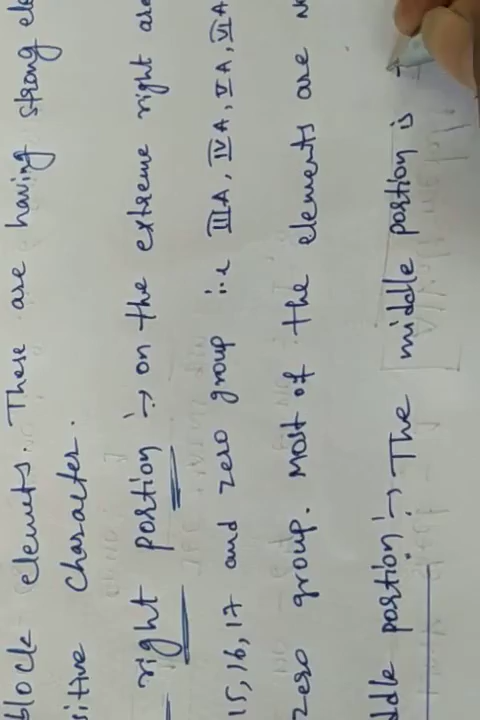 block elements. These are having strong ele
sitive character.
right portion :→ on the extreme right are
15, 16, 17 and zero group i.e IIIA, IVA, VA, VIA
zero group. Most of the elements are
ddle portion :→ The middle portion is